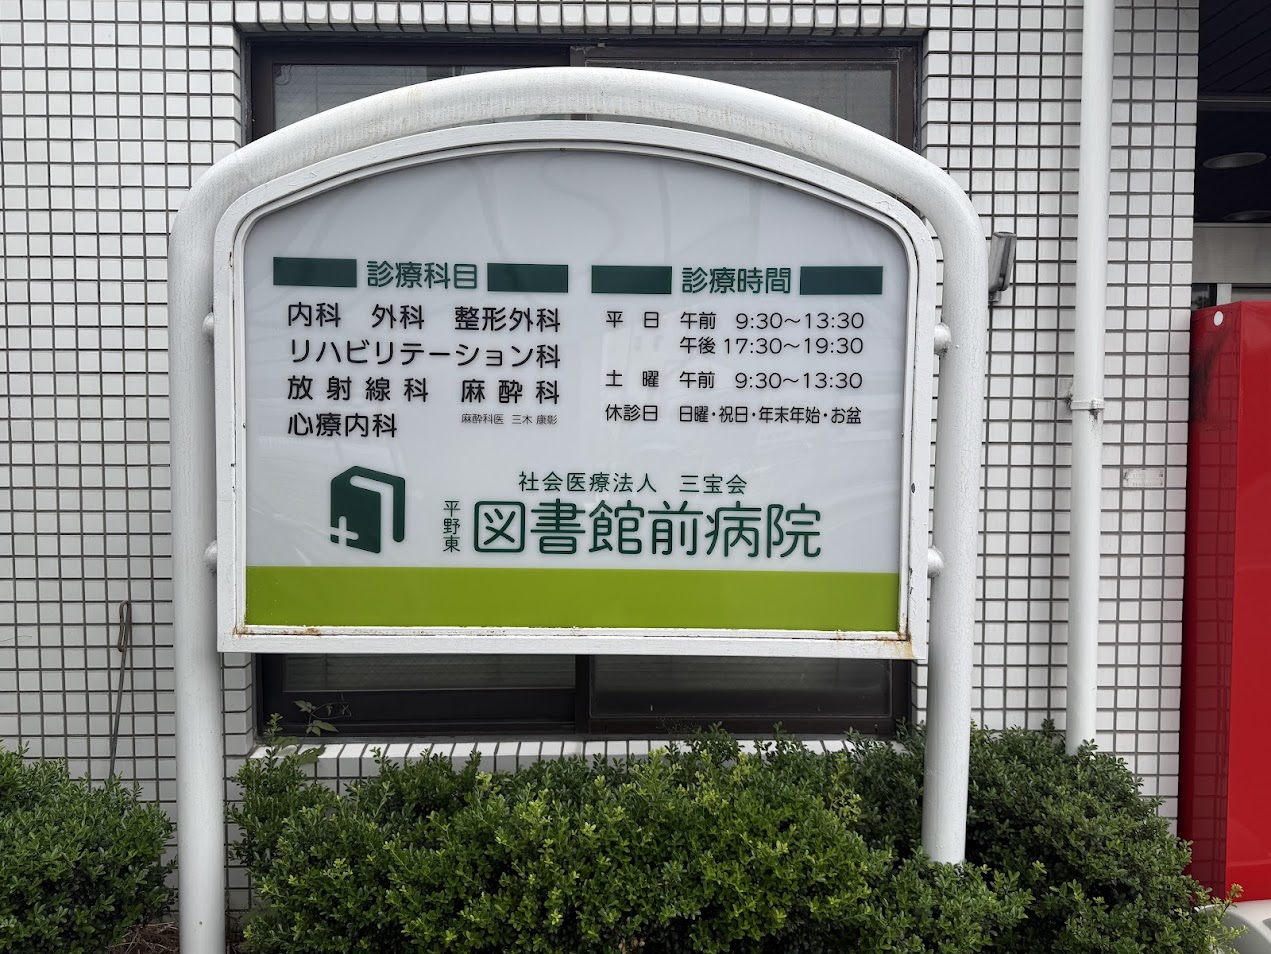 診療科目
内科 外科 整形外科
リハビリテーション科
放射線科 麻酔科
麻酔科医 三木 康彰
心療内科
診療時間
平日 午前 9:30～13:30
午後 17:30～19:30
土曜 午前 9:30～13:30
休診日 日曜・祝日・年末年始・お盆
社会医療法人 三宝会
平野東 図書館前病院